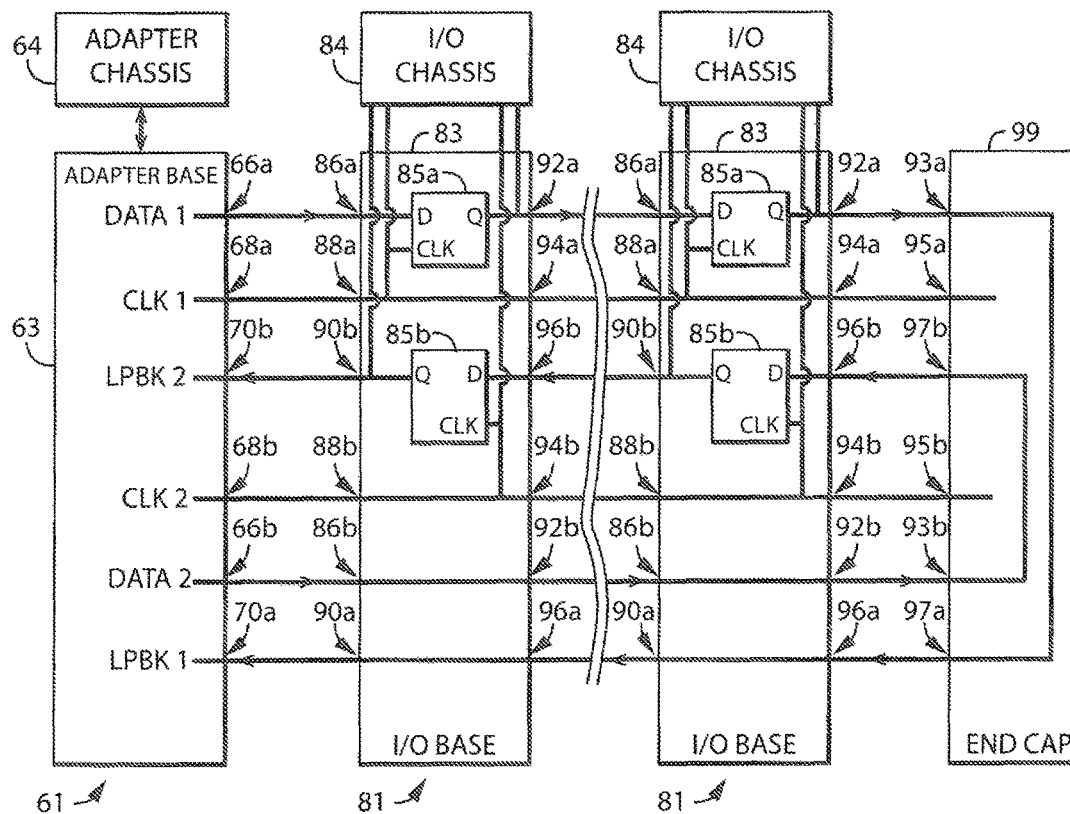 64
ADAPTER
CHASSIS
84
I/O
CHASSIS
84
I/O
CHASSIS
83
83
99
ADAPTER BASE
66a
86a
85a
92a
86a
85a
92a
93a
DATA 1
D
Q
D
Q
68a
88a
CLK
94a
88a
CLK
94a
95a
CLK 1
63
70b
90b
85b
96b
90b
85b
96b
97b
LPBK 2
Q
D
Q
D
CLK
CLK
68b
88b
94b
88b
94b
95b
CLK 2
66b
86b
92b
86b
92b
93b
DATA 2
70a
90a
96a
90a
96a
97a
LPBK 1
I/O BASE
I/O BASE
END CAP
61
81
81